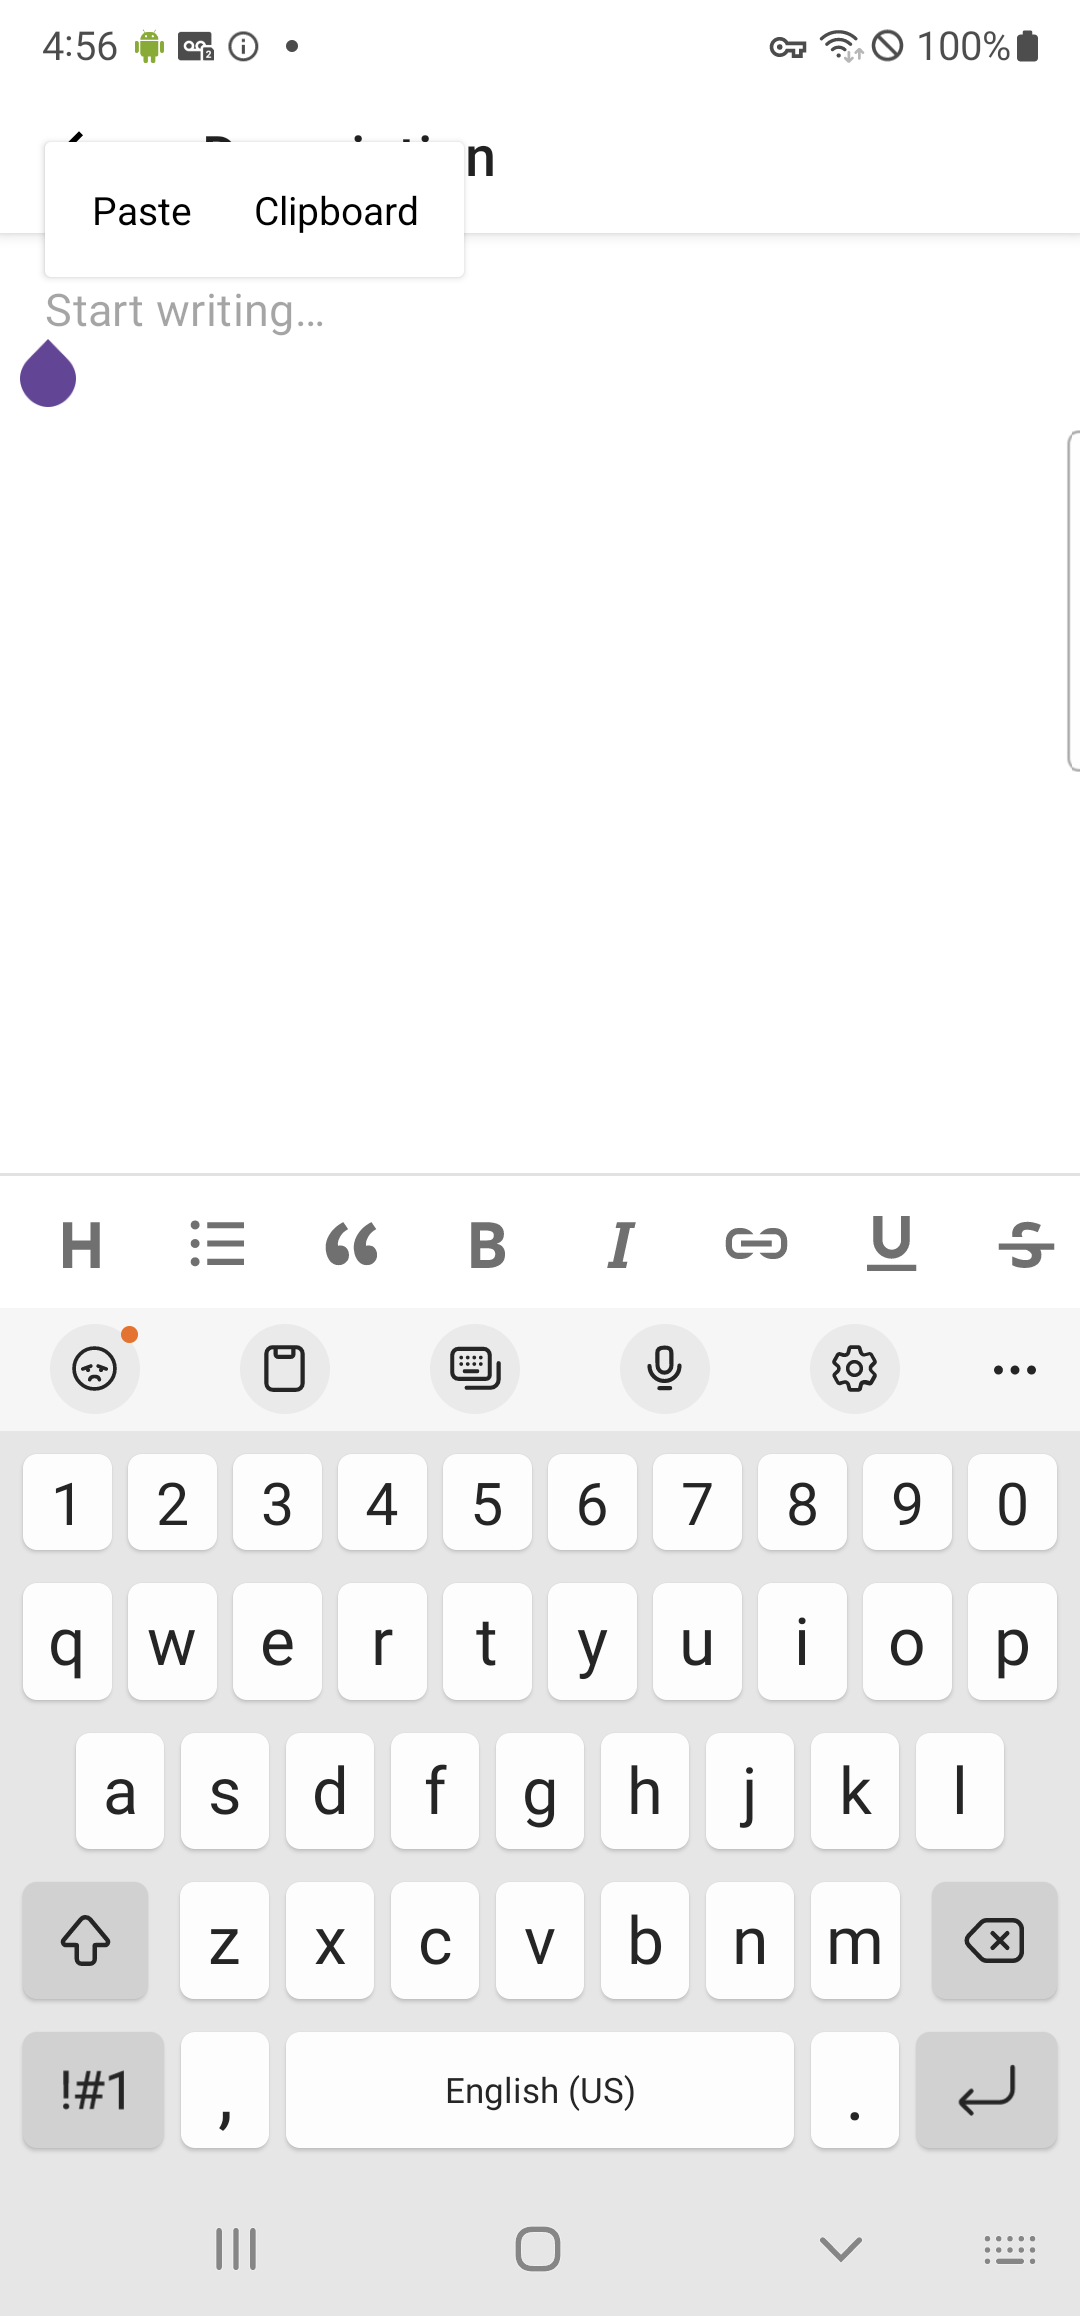 4:56 100%
Paste Clipboard
Start writing...
H B I U S
1 2 3 4 5 6 7 8 9 0
q w e r t y u i o p
a s d f g h j k l
z x c v b n m
!#1 , English (US) .